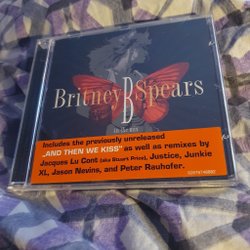 Britney Spears
B
in the mix
Includes the previously unreleased
„AND THEN WE KISS“ as well as remixes by
Jacques Lu Cont (aka Stuart Price), Justice, Junkie
XL, Jason Nevins, and Peter Rauhofer.